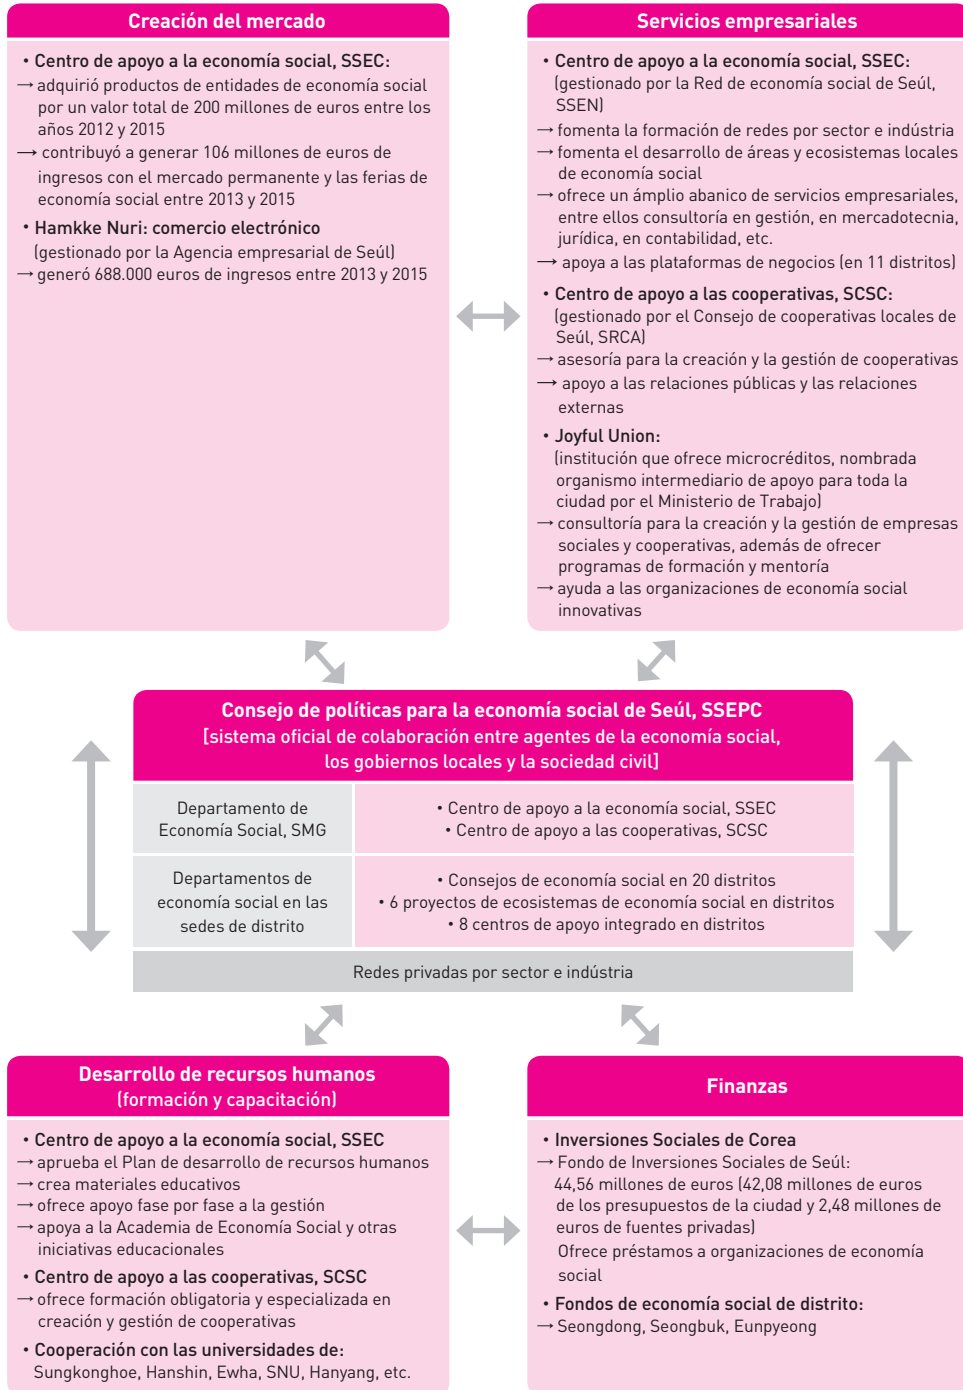 Creación del mercado
• Centro de apoyo a la economía social, SSEC:
→ adquirió productos de entidades de economía social
por un valor total de 200 millones de euros entre los
años 2012 y 2015
→ contribuyó a generar 106 millones de euros de
ingresos con el mercado permanente y las ferias de
economía social entre 2013 y 2015
• Hamkke Nuri: comercio electrónico
(gestionado por la Agencia empresarial de Seúl)
→ generó 688.000 euros de ingresos entre 2013 y 2015
Servicios empresariales
• Centro de apoyo a la economía social, SSEC:
(gestionado por la Red de economía social de Seúl,
SSEN)
→ fomenta la formación de redes por sector e indústria
→ fomenta el desarrollo de áreas y ecosistemas locales
de economía social
→ ofrece un ámplio abanico de servicios empresariales,
entre ellos consultoría en gestión, en mercadotecnia,
jurídica, en contabilidad, etc.
→ apoya a las plataformas de negocios (en 11 distritos)
• Centro de apoyo a las cooperativas, SCSC:
(gestionado por el Consejo de cooperativas locales de
Seúl, SRCA)
→ asesoría para la creación y la gestión de cooperativas
→ apoyo a las relaciones públicas y las relaciones
externas
• Joyful Union:
(institución que ofrece microcréditos, nombrada
organismo intermediario de apoyo para toda la
ciudad por el Ministerio de Trabajo)
→ consultoría para la creación y la gestión de empresas
sociales y cooperativas, además de ofrecer
programas de formación y mentoría
→ ayuda a las organizaciones de economía social
innovativas
Consejo de políticas para la economía social de Seúl, SSEPC
[sistema oficial de colaboración entre agentes de la economía social,
los gobiernos locales y la sociedad civil]
Departamento de
Economía Social, SMG
• Centro de apoyo a la economía social, SSEC
• Centro de apoyo a las cooperativas, SCSC
Departamentos de
economía social en las
sedes de distrito
• Consejos de economía social en 20 distritos
• 6 proyectos de ecosistemas de economía social en distritos
• 8 centros de apoyo integrado en distritos
Redes privadas por sector e indústria
Desarrollo de recursos humanos
(formación y capacitación)
• Centro de apoyo a la economía social, SSEC
→ aprueba el Plan de desarrollo de recursos humanos
→ crea materiales educativos
→ ofrece apoyo fase por fase a la gestión
→ apoya a la Academia de Economía Social y otras
iniciativas educacionales
• Centro de apoyo a las cooperativas, SCSC
→ ofrece formación obligatoria y especializada en
creación y gestión de cooperativas
• Cooperación con las universidades de:
Sungkonghoe, Hanshin, Ewha, SNU, Hanyang, etc.
Finanzas
• Inversiones Sociales de Corea
→ Fondo de Inversiones Sociales de Seúl:
44,56 millones de euros (42,08 millones de euros
de los presupuestos de la ciudad y 2,48 millones de
euros de fuentes privadas)
Ofrece préstamos a organizaciones de economía
social
• Fondos de economía social de distrito:
→ Seongdong, Seongbuk, Eunpyeong